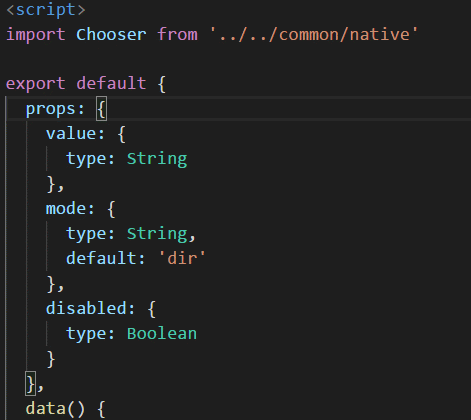 <script>
import Chooser from '../../common/native'
export default {
props: {
value: {
type: String
},
mode: {
type: String,
default: 'dir'
},
disabled: {
type: Boolean
}
},
data() {